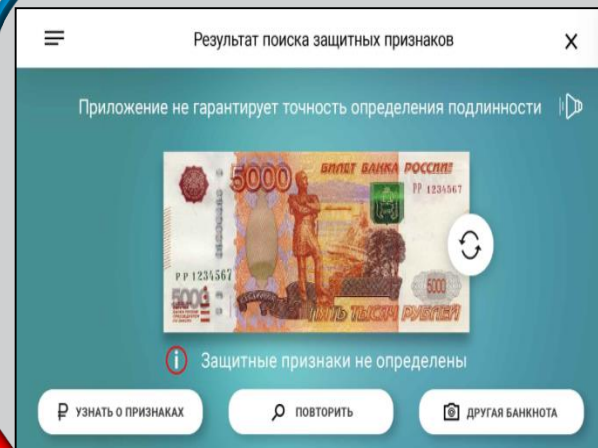 Результат поиска защитных признаков
X
Приложение не гарантирует точность определения подлинности
5000
БИЛЕТ БАНКА РОССИИ
РР 1234567
РР 1234567
5000
5000
ПЯТЬ ТЫСЯЧ РУБЛЕЙ
i Защитные признаки не определены
₽ УЗНАТЬ О ПРИЗНАКАХ
ПОВТОРИТЬ
ДРУГАЯ БАНКНОТА